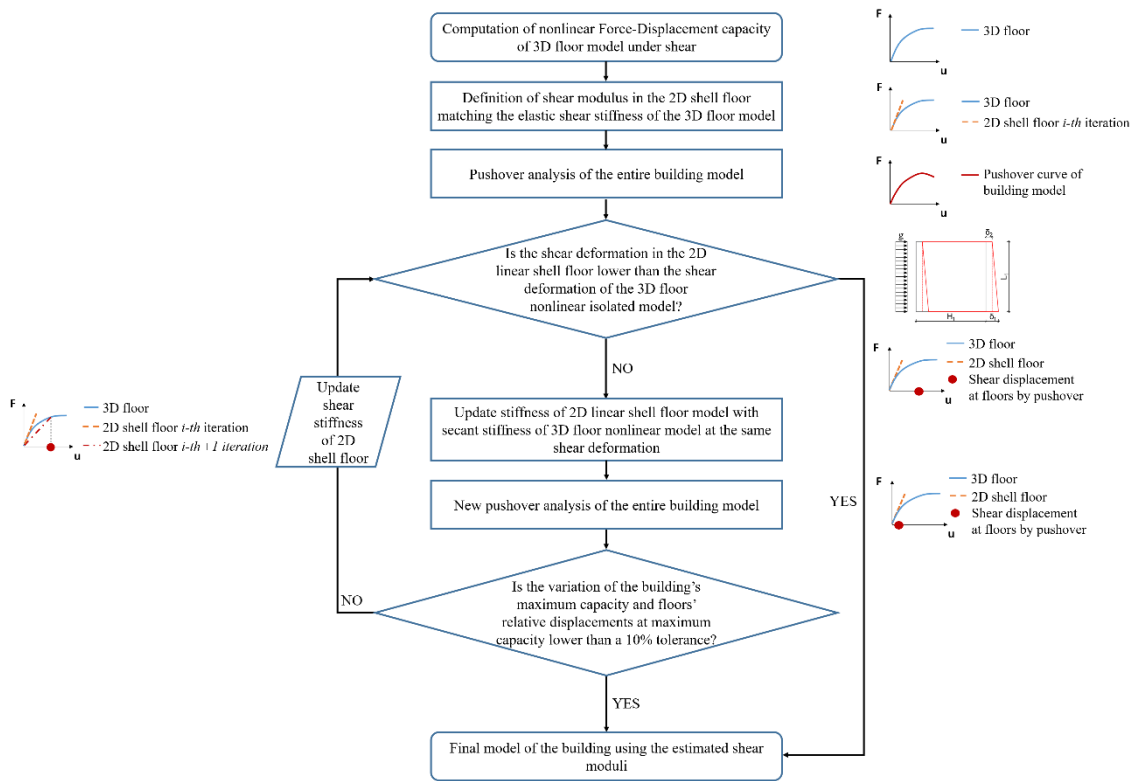 Computation of nonlinear Force-Displacement capacity
of 3D floor model under shear
F
3D floor
u
Definition of shear modulus in the 2D shell floor
matching the elastic shear stiffness of the 3D floor model
F
3D floor
2D shell floor i-th iteration
u
Pushover analysis of the entire building model
F
Pushover curve of
building model
u
Is the shear deformation in the 2D
linear shell floor lower than the shear
deformation of the 3D floor
nonlinear isolated model?
g
L
H
NO
F
3D floor
2D shell floor
Shear displacement
at floors by pushover
u
Update
shear
stiffness
of 2D
shell floor
F
3D floor
2D shell floor i-th iteration
2D shell floor i-th +1 iteration
u
Update stiffness of 2D linear shell floor model with
secant stiffness of 3D floor nonlinear model at the same
shear deformation
New pushover analysis of the entire building model
YES
F
3D floor
2D shell floor
Shear displacement
at floors by pushover
u
Is the variation of the building's
maximum capacity and floors'
relative displacements at maximum
capacity lower than a 10% tolerance?
NO
YES
Final model of the building using the estimated shear
moduli